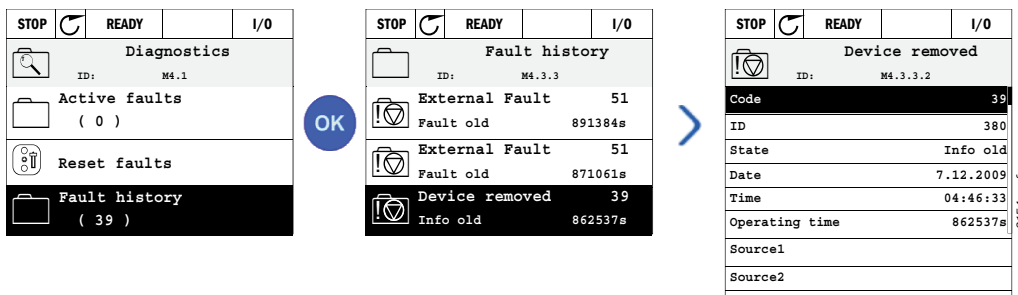 STOP READY I/O
Diagnostics
ID: M4.1
Active faults
( 0 )
Reset faults
Fault history
( 39 )
OK
STOP READY I/O
Fault history
ID: M4.3.3
External Fault 51
Fault old 891384s
External Fault 51
Fault old 871061s
Device removed 39
Info old 862537s
STOP READY I/O
Device removed
ID: M4.3.3.2
Code 39
ID 380
State Info old
Date 7.12.2009
Time 04:46:33
Operating time 862537s
Source1
Source2